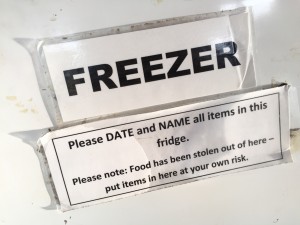 FREEZER
Please DATE and NAME all items in this
fridge.
Please note: Food has been stolen out of here –
put items in here at your own risk.